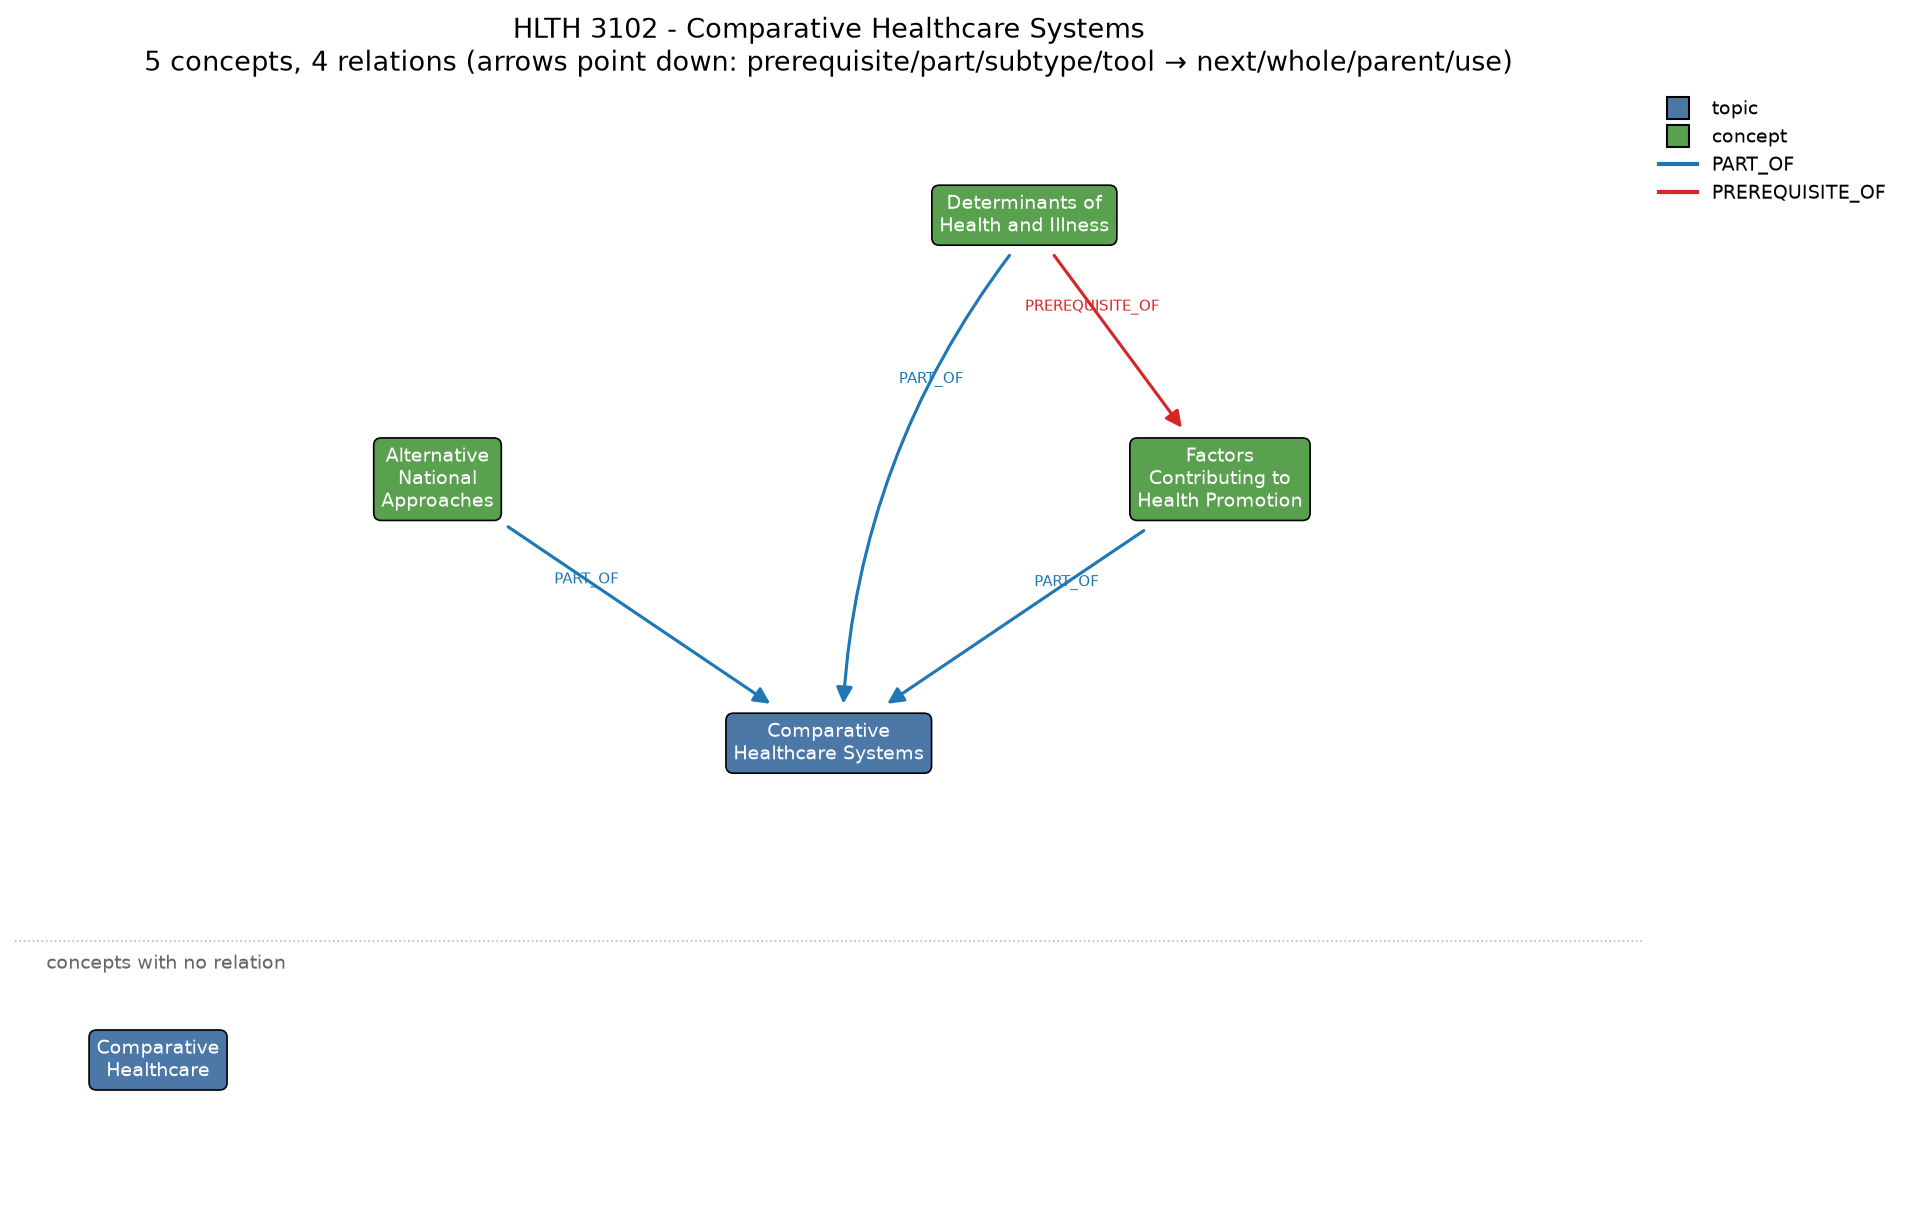 HLTH 3102 - Comparative Healthcare Systems
5 concepts, 4 relations (arrows point down: prerequisite/part/subtype/tool → next/whole/parent/use)
topic
concept
PART_OF
PREREQUISITE_OF
Determinants of
Health and Illness
PREREQUISITE_OF
PART_OF
Alternative
National
Approaches
Factors
Contributing to
Health Promotion
PART_OF
PART_OF
Comparative
Healthcare Systems
concepts with no relation
Comparative
Healthcare